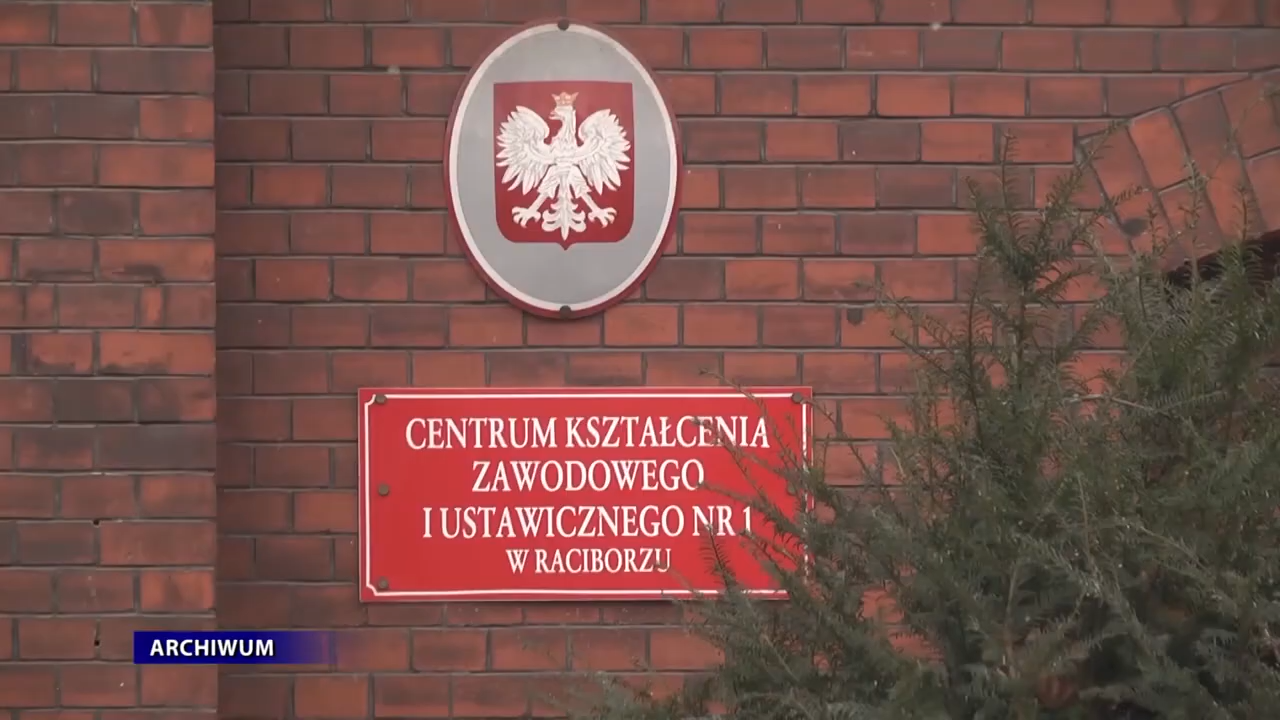 CENTRUM KSZTAŁCENIA
ZAWODOWEGO
I USTAWICZNEGO NR 1
W RACIBORZU
ARCHIWUM